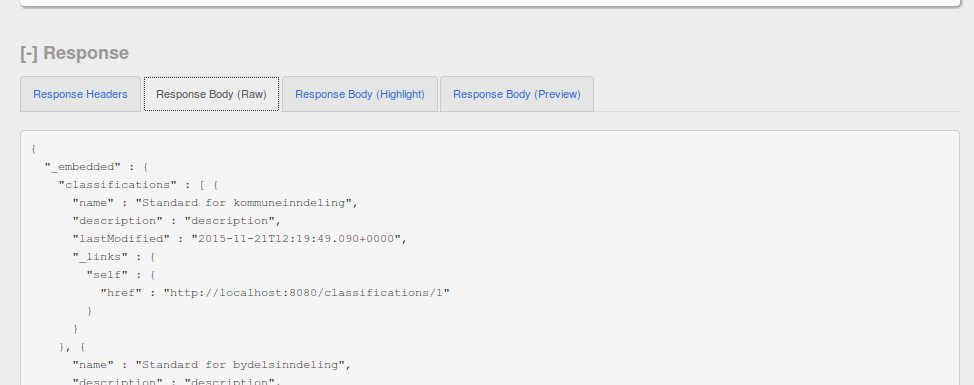 [-] Response
Response Headers
Response Body (Raw)
Response Body (Highlight)
Response Body (Preview)
{
  "_embedded" : {
    "classifications" : [ {
      "name" : "Standard for kommuneinndeling",
      "description" : "description",
      "lastModified" : "2015-11-21T12:19:49.090+0000",
      "_links" : {
        "self" : {
          "href" : "http://localhost:8080/classifications/1"
        }
      }
    }, {
      "name" : "Standard for bydelsinndeling",
      "description" : "description",